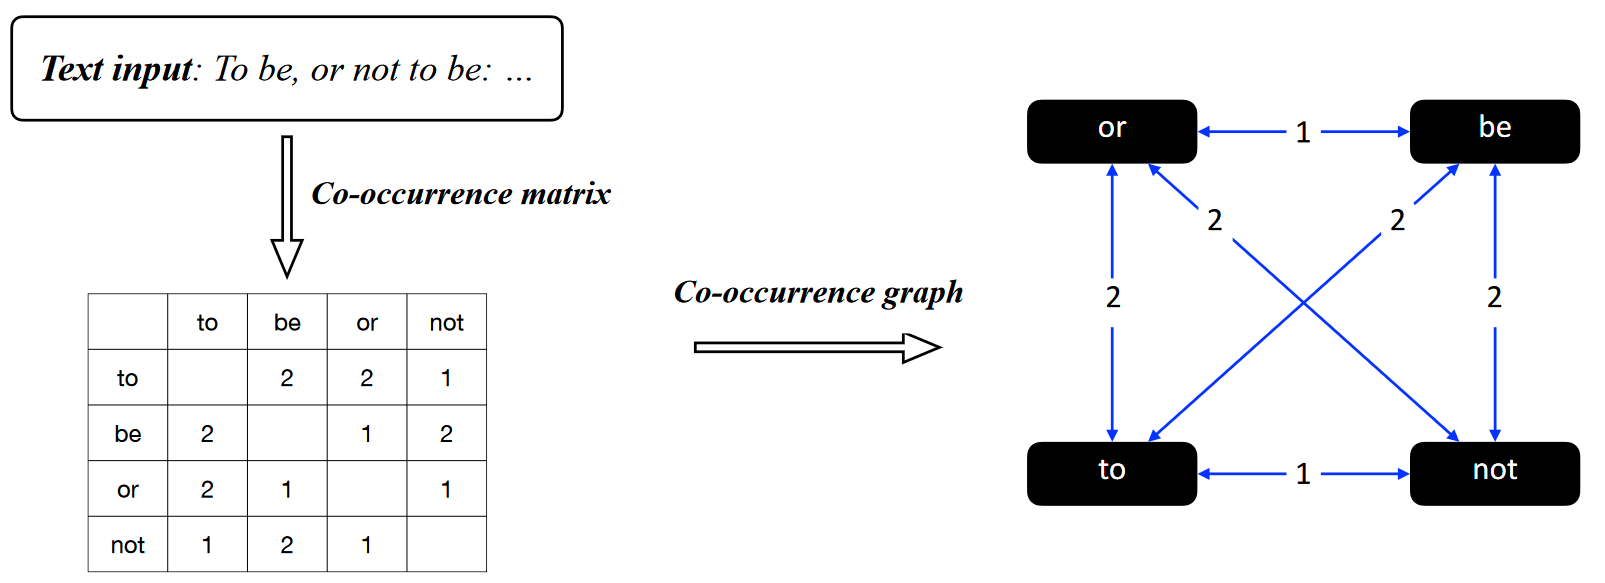 Text input: To be, or not to be: ...
Co-occurrence matrix
to be or not
to 2 2 1
be 2 1 2
or 2 1 1
not 1 2 1
Co-occurrence graph
or 1 be
2 2
2 2
to 1 not